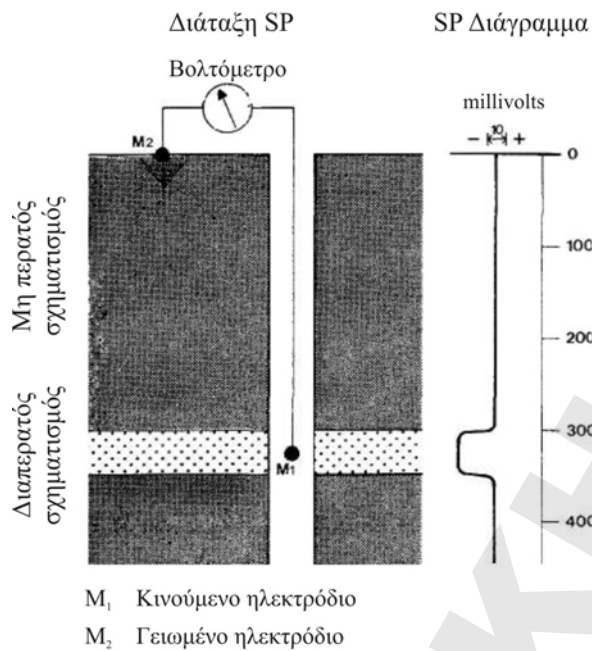 Διάταξη SP
SP Διάγραμμα
Βολτόμετρο
millivolts
10
− +
M2
0
100
200
300
400
Μη περατός
σχηματισμός
Διαπερατός
σχηματισμός
M1
M₁ Κινούμενο ηλεκτρόδιο
M₂ Γειωμένο ηλεκτρόδιο